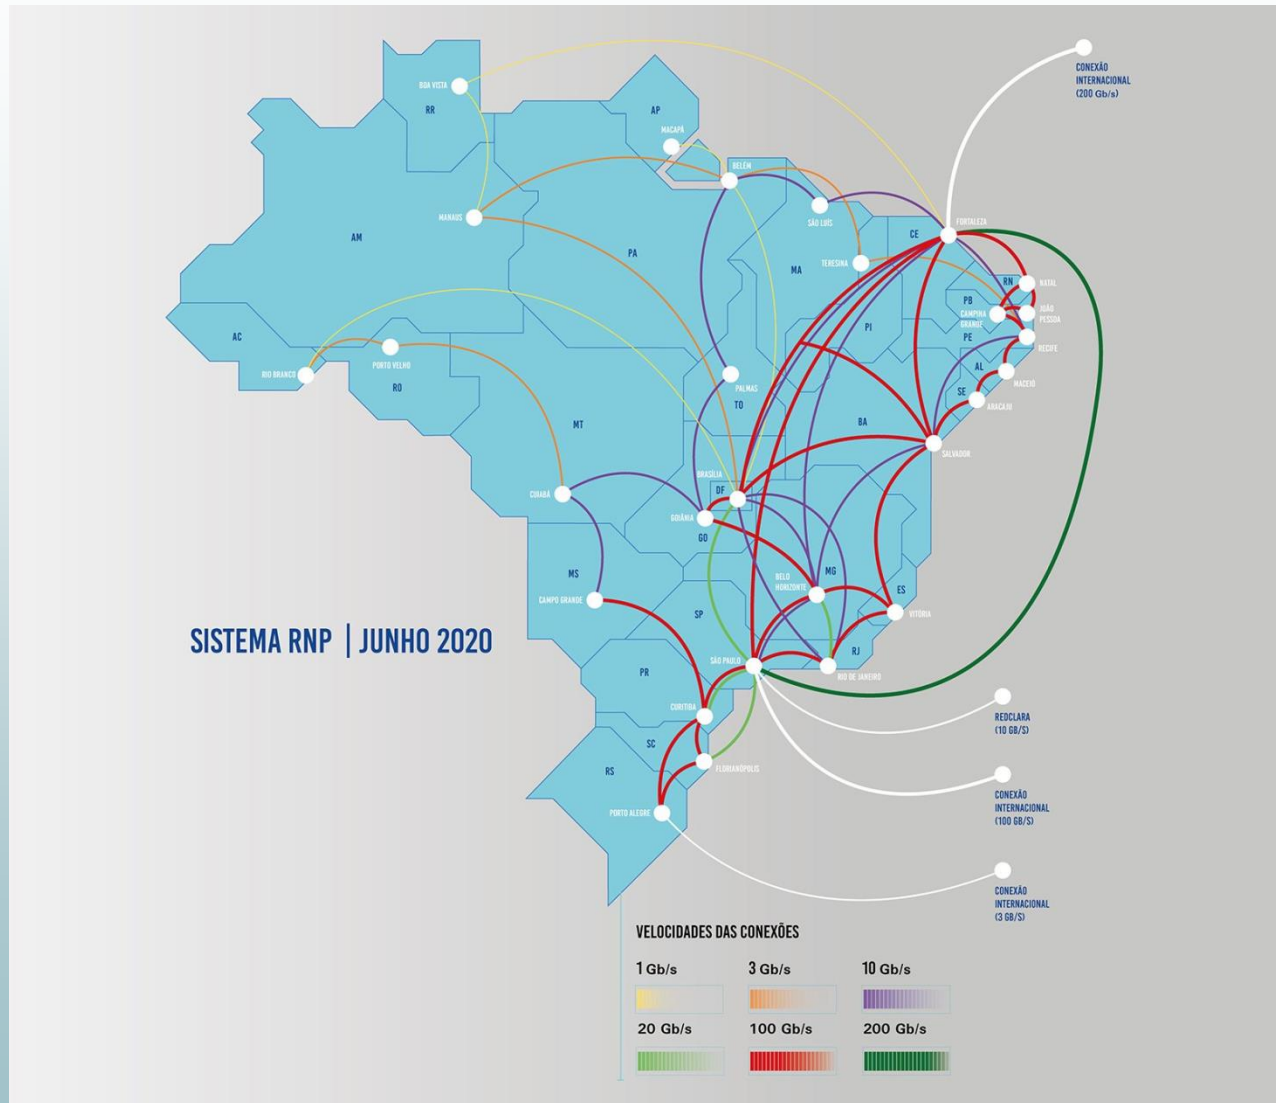 CONEXÃO
INTERNACIONAL
(200 Gb/s)
BOA VISTA
RR
AP
MACAPÁ
BELÉM
MANAUS
SÃO LUÍS
FORTALEZA
CE
AM
PA
MA
TERESINA
RN
NATAL
PB
CAMPINA
GRANDE
JOÃO
PESSOA
PI
PE
RECIFE
AC
RIO BRANCO
PORTO VELHO
RO
AL
MACEIÓ
SE
ARACAJU
PALMAS
TO
MT
BA
SALVADOR
BRASÍLIA
DF
CUIABÁ
GOIÂNIA
GO
MS
CAMPO GRANDE
BELO
HORIZONTE
MG
ES
VITÓRIA
SP
SISTEMA RNP | JUNHO 2020
RJ
SÃO PAULO
RIO DE JANEIRO
PR
CURITIBA
REDCLARA
(10 GB/S)
SC
FLORIANÓPOLIS
RS
PORTO ALEGRE
CONEXÃO
INTERNACIONAL
(100 GB/S)
CONEXÃO
INTERNACIONAL
(3 GB/S)
VELOCIDADES DAS CONEXÕES
1 Gb/s
3 Gb/s
10 Gb/s
20 Gb/s
100 Gb/s
200 Gb/s